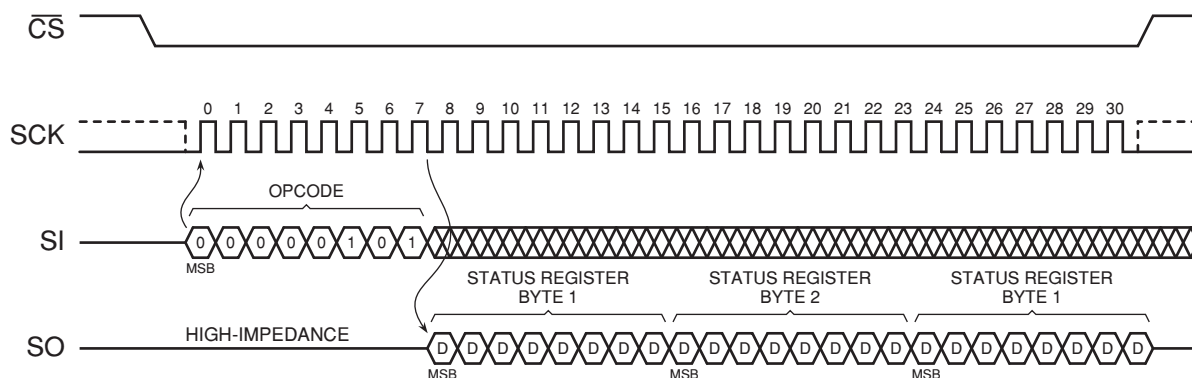 CS
0 1 2 3 4 5 6 7 8 9 10 11 12 13 14 15 16 17 18 19 20 21 22 23 24 25 26 27 28 29 30
SCK
OPCODE
SI 0 0 0 0 0 1 0 1
MSB
STATUS REGISTER STATUS REGISTER STATUS REGISTER
BYTE 1 BYTE 2 BYTE 1
HIGH-IMPEDANCE
SO D D D D D D D D D D D D D D D D D D D D D D D D
MSB MSB MSB